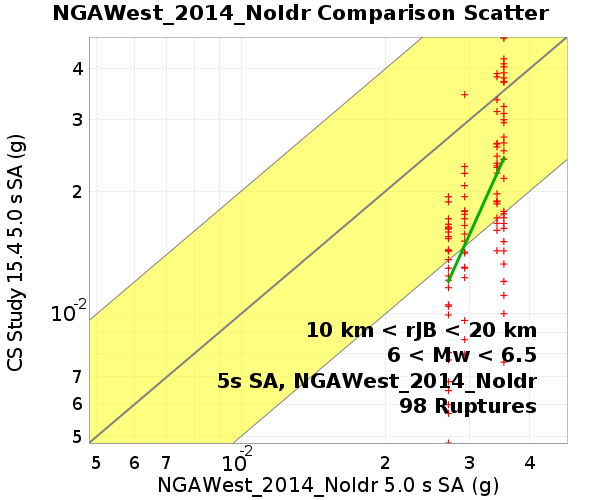 NGAWest_2014_NoIdr Comparison Scatter
CS Study 15.4 5.0 s SA (g)
4
3
2
10-2
7
6
5
10 km < rJB < 20 km
6 < Mw < 6.5
5s SA, NGAWest_2014_NoIdr
98 Ruptures
5 6 7 10-2 2 3 4
NGAWest_2014_NoIdr 5.0 s SA (g)